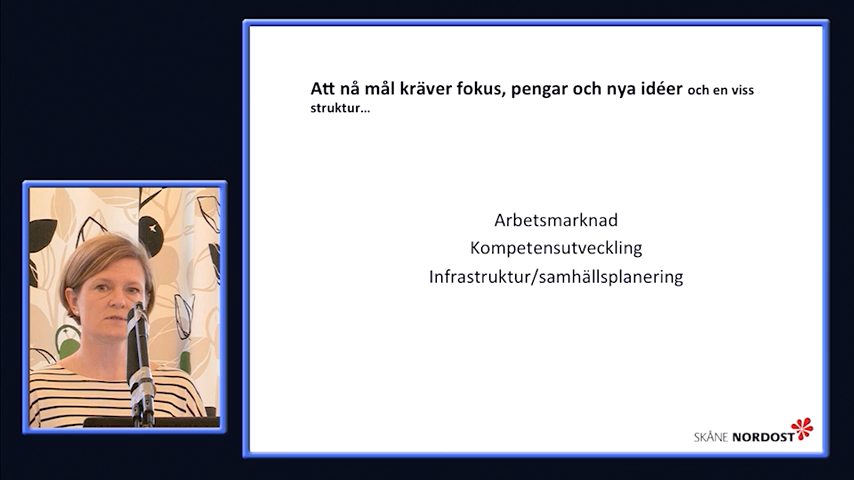 Att nå mål kräver fokus, pengar och nya idéer och en viss
struktur...
Arbetsmarknad
Kompetensutveckling
Infrastruktur/samhällsplanering
SKÅNE NORDOST